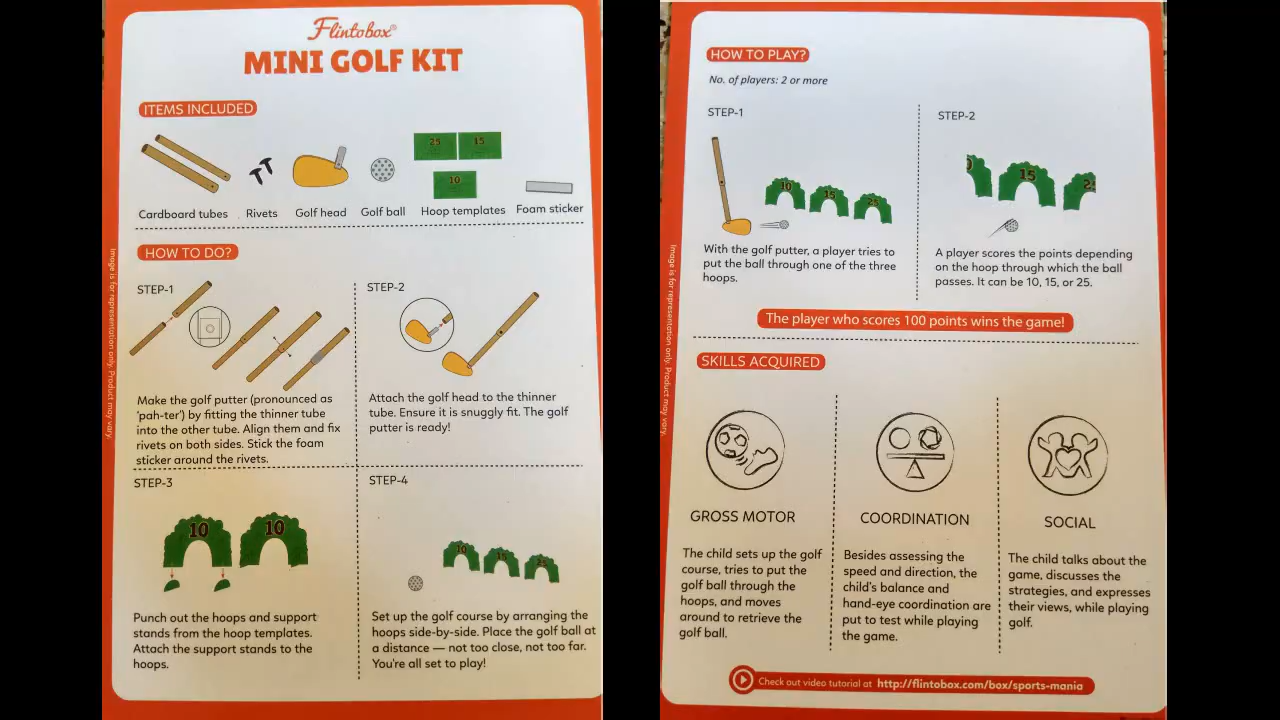 Flintobox®
MINI GOLF KIT
ITEMS INCLUDED
25
15
10
Cardboard tubes
Rivets
Golf head
Golf ball
Hoop templates
Foam sticker
HOW TO DO?
STEP-1
Make the golf putter (pronounced as
'pah-ter') by fitting the thinner tube
into the other tube. Align them and fix
rivets on both sides. Stick the foam
sticker around the rivets.
STEP-2
Attach the golf head to the thinner
tube. Ensure it is snuggly fit. The golf
putter is ready!
STEP-3
10
10
Punch out the hoops and support
stands from the hoop templates.
Attach the support stands to the
hoops.
STEP-4
10
15
25
Set up the golf course by arranging the
hoops side-by-side. Place the golf ball at
a distance — not too close, not too far.
You're all set to play!
Image is for representation only. Product may vary.
HOW TO PLAY?
No. of players: 2 or more
STEP-1
10
15
25
With the golf putter, a player tries to
put the ball through one of the three
hoops.
STEP-2
15
A player scores the points depending
on the hoop through which the ball
passes. It can be 10, 15, or 25.
The player who scores 100 points wins the game!
SKILLS ACQUIRED
GROSS MOTOR
The child sets up the golf
course, tries to put the
golf ball through the
hoops, and moves
around to retrieve the
golf ball.
COORDINATION
Besides assessing the
speed and direction, the
child's balance and
hand-eye coordination are
put to test while playing
the game.
SOCIAL
The child talks about the
game, discusses the
strategies, and expresses
their views, while playing
golf.
Image is for representation only. Product may vary.
Check out video tutorial at http://flintobox.com/box/sports-mania